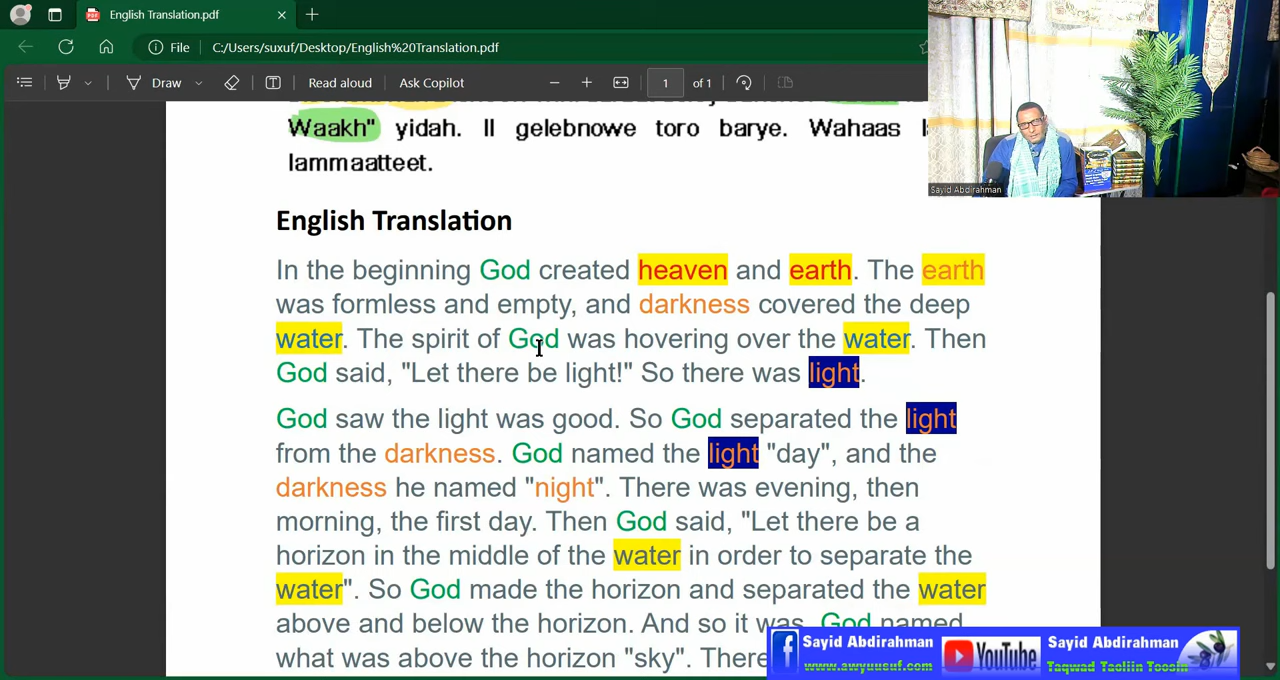 English Translation.pdf
File
C:/Users/suxuf/Desktop/English%20Translation.pdf
Draw
Read aloud
Ask Copilot
1
of 1
Waakh" yidah. Il gelebnowe toro barye. Wahaas
lammaatteet.
English Translation
In the beginning God created heaven and earth. The earth
was formless and empty, and darkness covered the deep
water. The spirit of God was hovering over the water. Then
God said, "Let there be light!" So there was light.
God saw the light was good. So God separated the light
from the darkness. God named the light "day", and the
darkness he named "night". There was evening, then
morning, the first day. Then God said, "Let there be a
horizon in the middle of the water in order to separate the
water". So God made the horizon and separated the water
above and below the horizon. And so it was. God named
what was above the horizon "sky". There
Sayid Abdirahman
Sayid Abdirahman
www.awyuusuf.com
YouTube
Sayid Abdirahman
Taqwad Taoliin Toosin